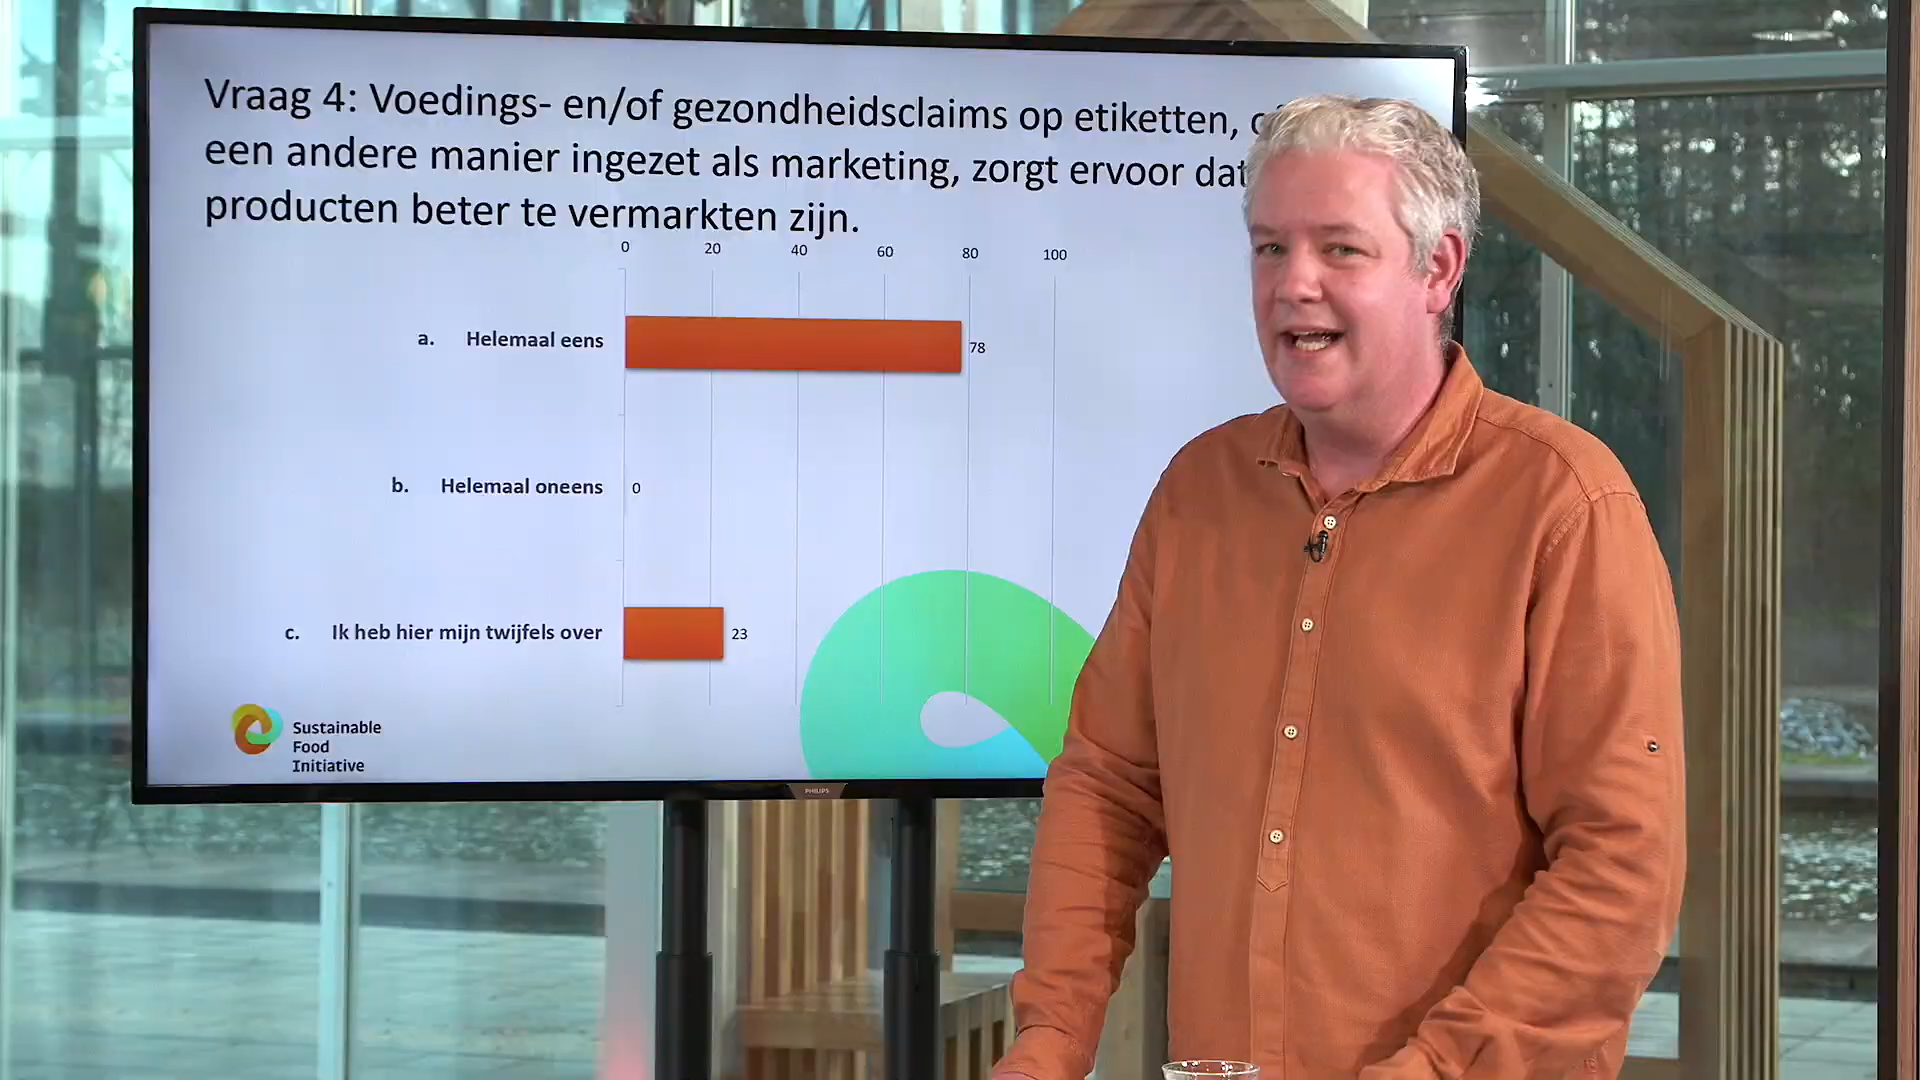 Vraag 4: Voedings- en/of gezondheidsclaims op etiketten,
een andere manier ingezet als marketing, zorgt ervoor dat
producten beter te vermarkten zijn.
0 20 40 60 80 100
a. Helemaal eens 78
b. Helemaal oneens 0
c. Ik heb hier mijn twijfels over 23
Sustainable
Food
Initiative
PHILIPS